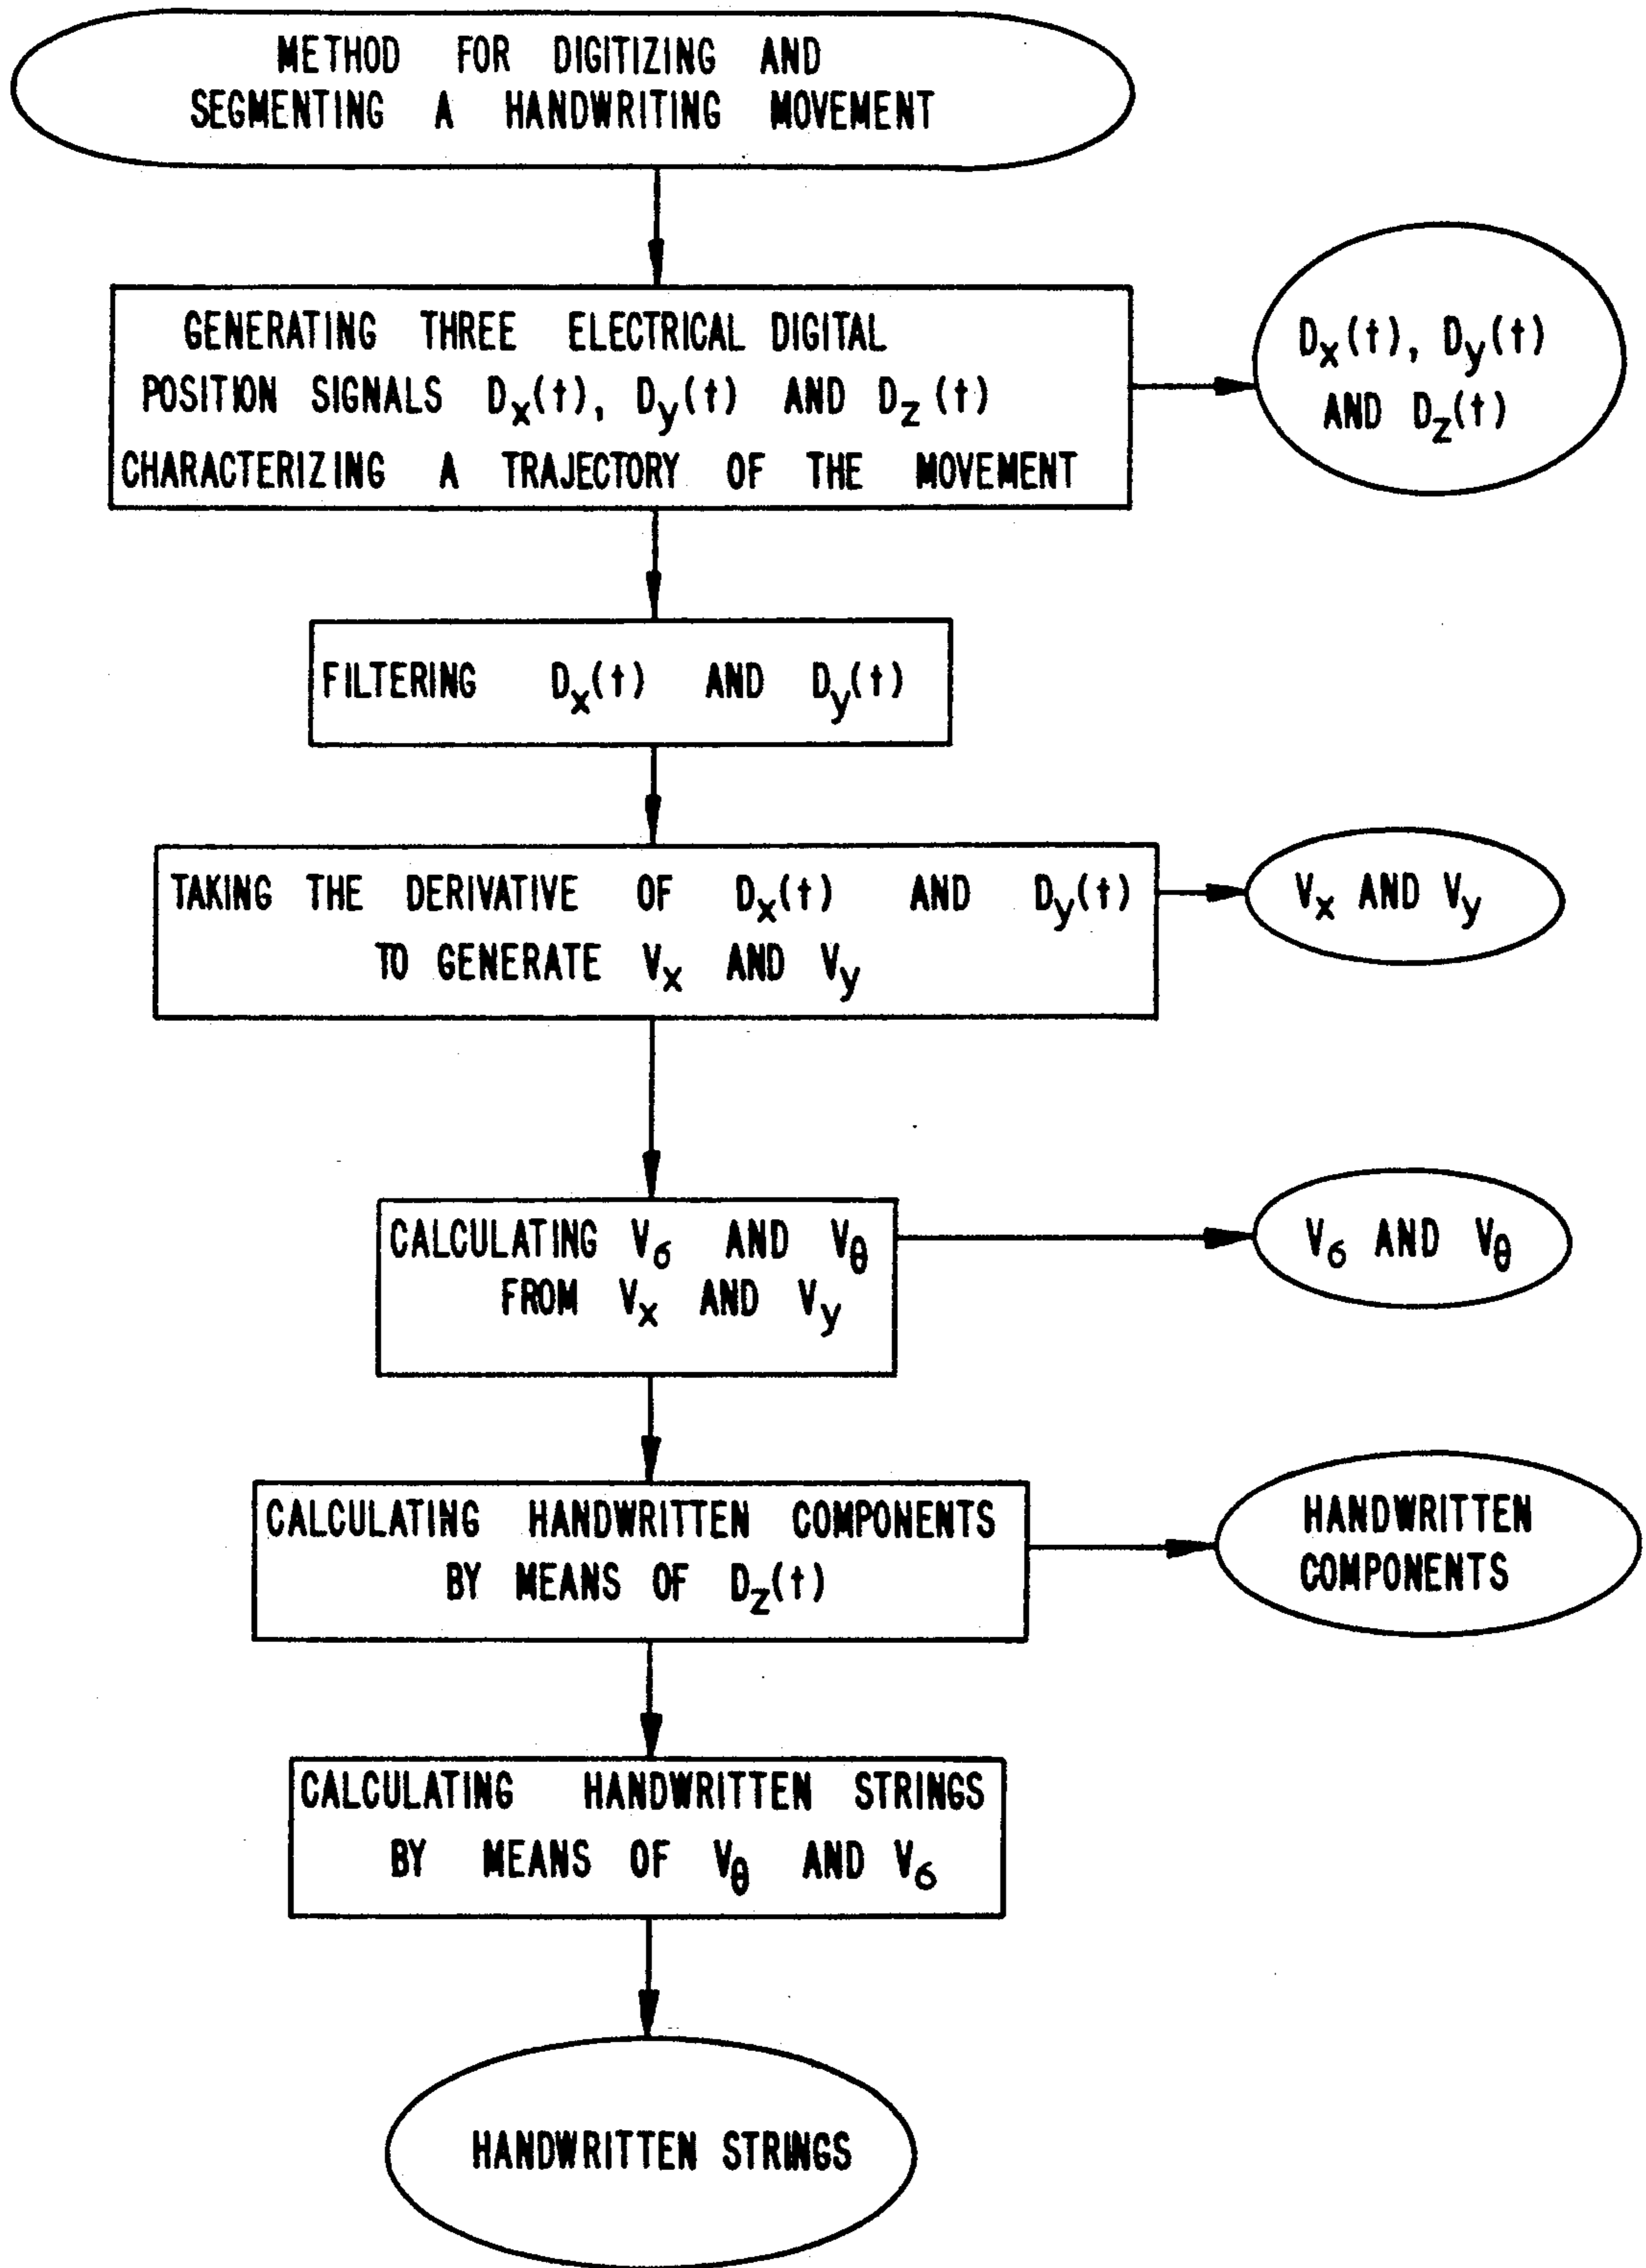 METHOD FOR DIGITIZING AND
SEGMENTING A HANDWRITING MOVEMENT
GENERATING THREE ELECTRICAL DIGITAL
POSITION SIGNALS Dx(t), Dy(t) AND Dz(t)
CHARACTERIZING A TRAJECTORY OF THE MOVEMENT
Dx(t), Dy(t)
AND Dz(t)
FILTERING Dx(t) AND Dy(t)
TAKING THE DERIVATIVE OF Dx(t) AND Dy(t)
TO GENERATE Vx AND Vy
Vx AND Vy
CALCULATING Vσ AND Vθ
FROM Vx AND Vy
Vσ AND Vθ
CALCULATING HANDWRITTEN COMPONENTS
BY MEANS OF Dz(t)
HANDWRITTEN
COMPONENTS
CALCULATING HANDWRITTEN STRINGS
BY MEANS OF Vθ AND Vσ
HANDWRITTEN STRINGS